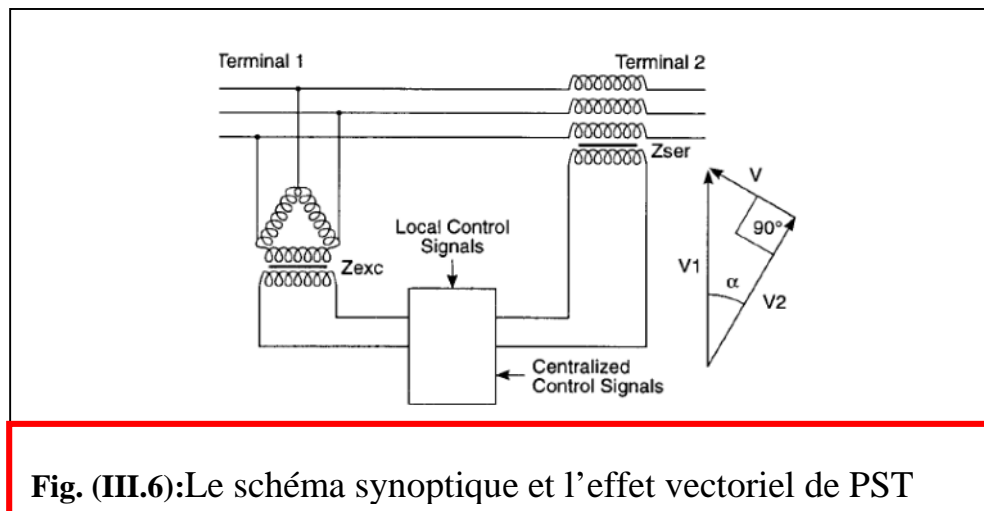 Terminal 1
Terminal 2
Zser
V
90°
Local Control
Signals
Zexc
V1
α
V2
Centralized
Control Signals
Fig. (III.6):Le schéma synoptique et l’effet vectoriel de PST